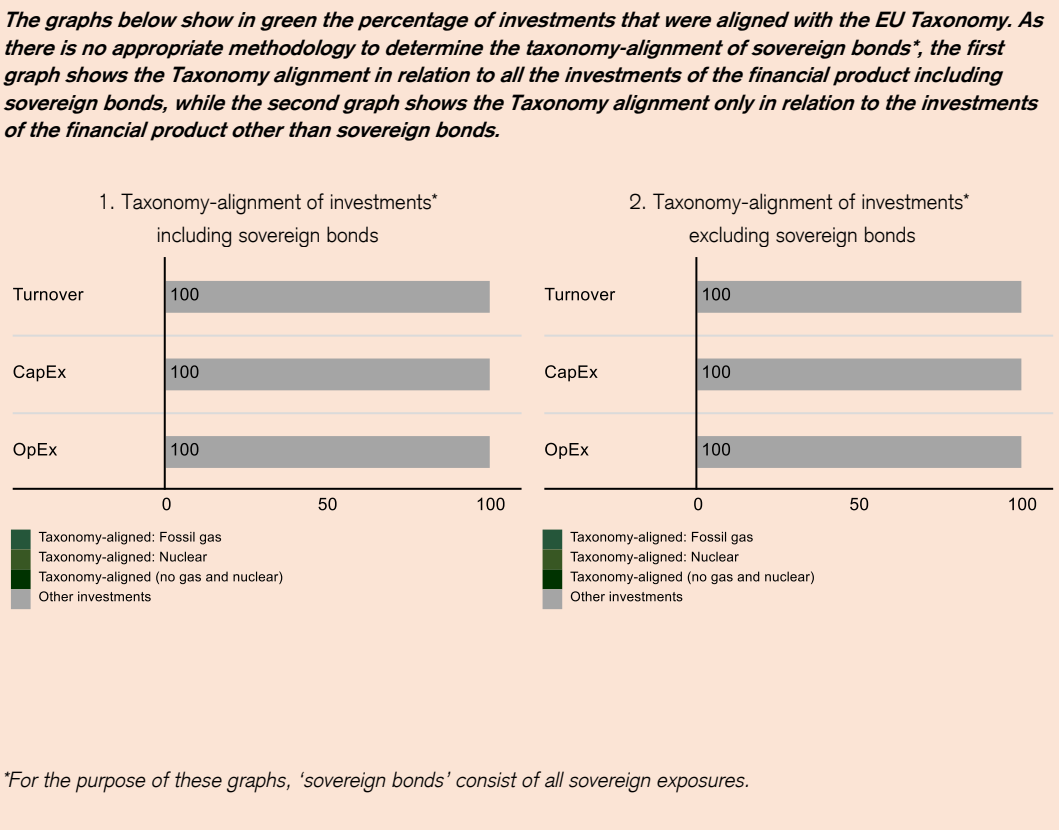 The graphs below show in green the percentage of investments that were aligned with the EU Taxonomy. As
there is no appropriate methodology to determine the taxonomy-alignment of sovereign bonds*, the first
graph shows the Taxonomy alignment in relation to all the investments of the financial product including
sovereign bonds, while the second graph shows the Taxonomy alignment only in relation to the investments
of the financial product other than sovereign bonds.
1. Taxonomy-alignment of investments*
including sovereign bonds
Turnover
100
CapEx
100
OpEx
100
0 50 100
Taxonomy-aligned: Fossil gas
Taxonomy-aligned: Nuclear
Taxonomy-aligned (no gas and nuclear)
Other investments
2. Taxonomy-alignment of investments*
excluding sovereign bonds
Turnover
100
CapEx
100
OpEx
100
0 50 100
Taxonomy-aligned: Fossil gas
Taxonomy-aligned: Nuclear
Taxonomy-aligned (no gas and nuclear)
Other investments
*For the purpose of these graphs, ‘sovereign bonds’ consist of all sovereign exposures.